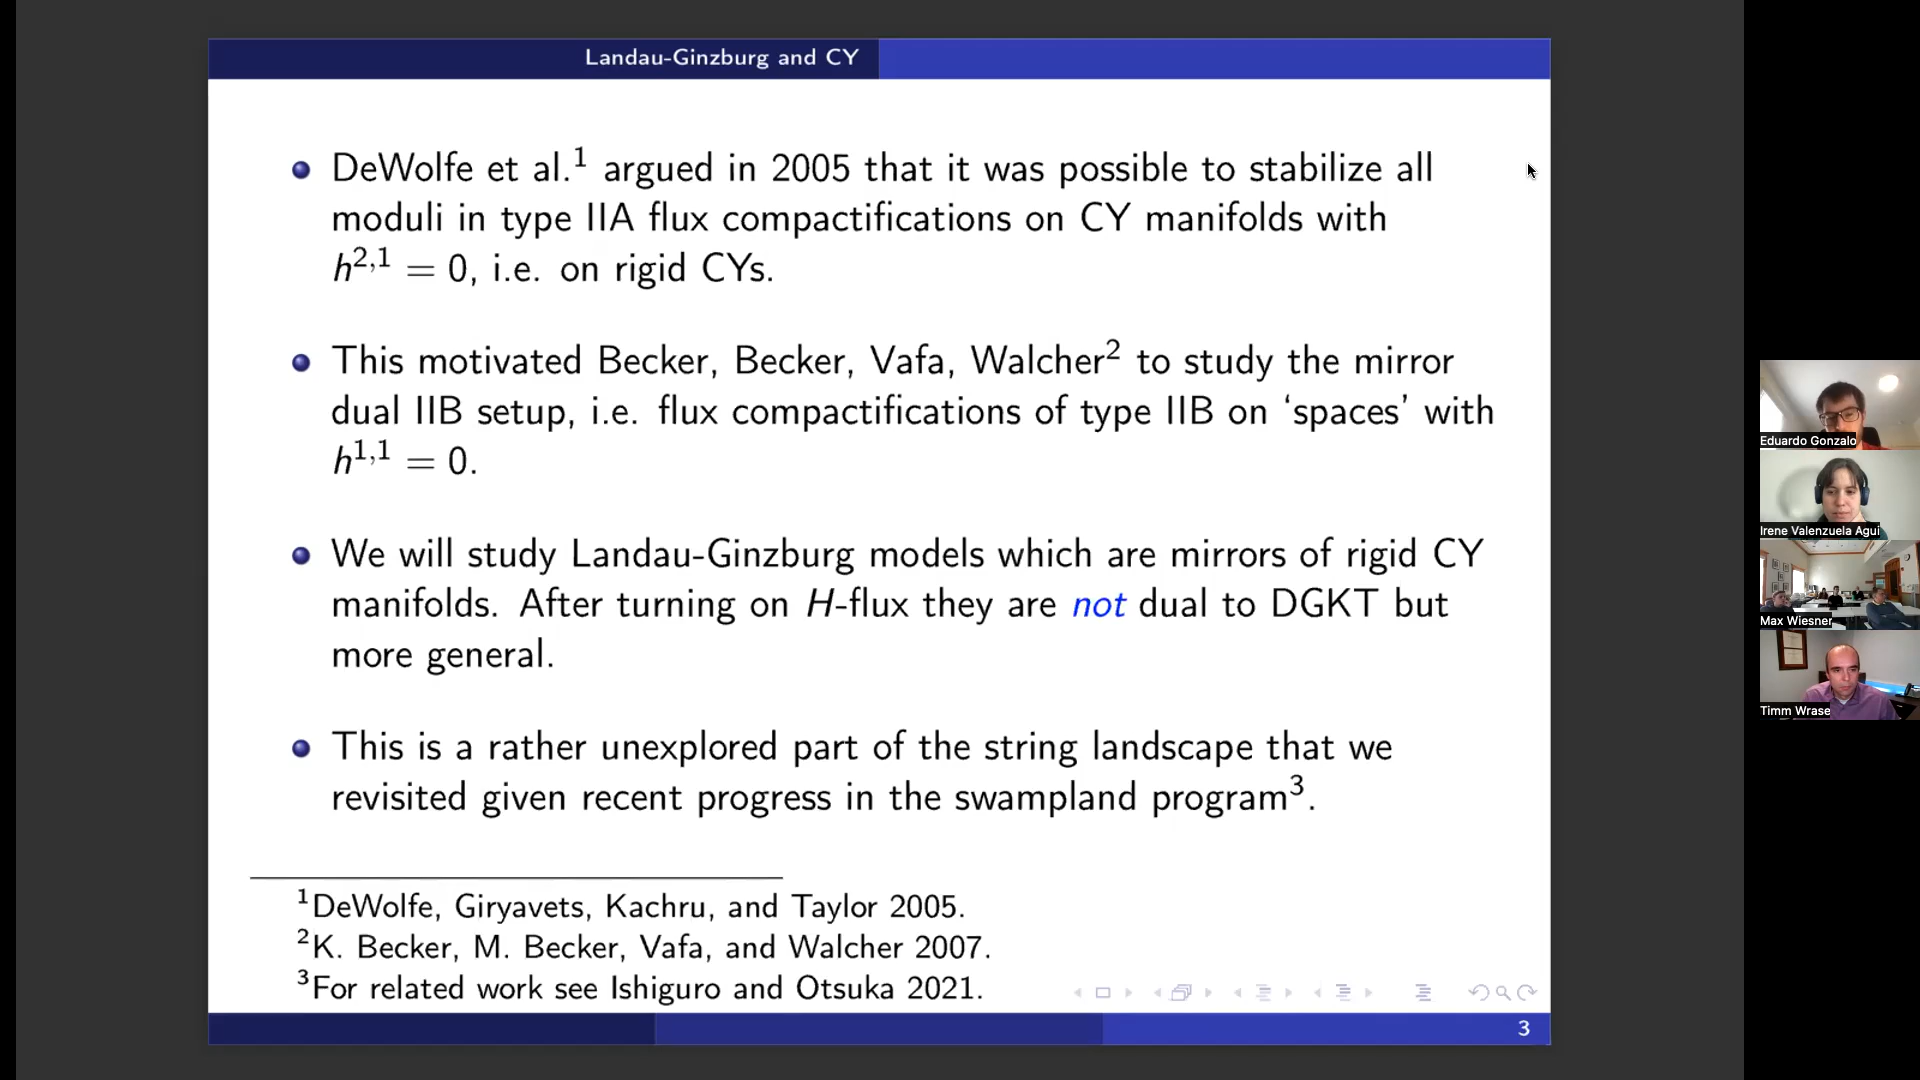 Landau-Ginzburg and CY
DeWolfe et al.¹ argued in 2005 that it was possible to stabilize all
moduli in type IIA flux compactifications on CY manifolds with
h²,¹ = 0, i.e. on rigid CYs.
This motivated Becker, Becker, Vafa, Walcher² to study the mirror
dual IIB setup, i.e. flux compactifications of type IIB on ‘spaces’ with
h¹,¹ = 0.
We will study Landau-Ginzburg models which are mirrors of rigid CY
manifolds. After turning on H-flux they are not dual to DGKT but
more general.
This is a rather unexplored part of the string landscape that we
revisited given recent progress in the swampland program³.
¹DeWolfe, Giryavets, Kachru, and Taylor 2005.
²K. Becker, M. Becker, Vafa, and Walcher 2007.
³For related work see Ishiguro and Otsuka 2021.
3
Eduardo Gonzalo
Irene Valenzuela Agui
Max Wiesner
Timm Wrase